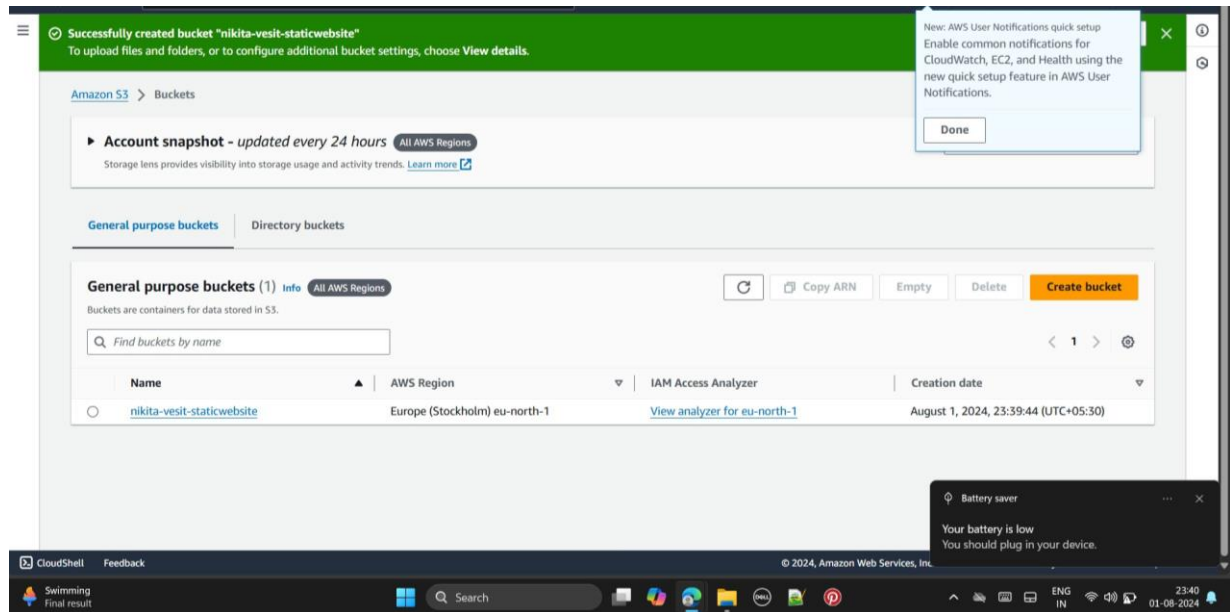 Successfully created bucket "nikita-vesit-staticwebsite"
To upload files and folders, or to configure additional bucket settings, choose View details.
New: AWS User Notifications quick setup
Enable common notifications for
CloudWatch, EC2, and Health using the
new quick setup feature in AWS User
Notifications.
Done
Amazon S3 > Buckets
Account snapshot - updated every 24 hours All AWS Regions
Storage lens provides visibility into storage usage and activity trends. Learn more
General purpose buckets Directory buckets
General purpose buckets (1) Info All AWS Regions
Buckets are containers for data stored in S3.
Copy ARN Empty Delete Create bucket
Find buckets by name
< 1 >
Name AWS Region IAM Access Analyzer Creation date
nikita-vesit-staticwebsite Europe (Stockholm) eu-north-1 View analyzer for eu-north-1 August 1, 2024, 23:39:44 (UTC+05:30)
Battery saver
Your battery is low
You should plug in your device.
CloudShell Feedback © 2024, Amazon Web Services,
Swimming
Final result
Search
DELL
ENG
IN
23:40
01-08-2024